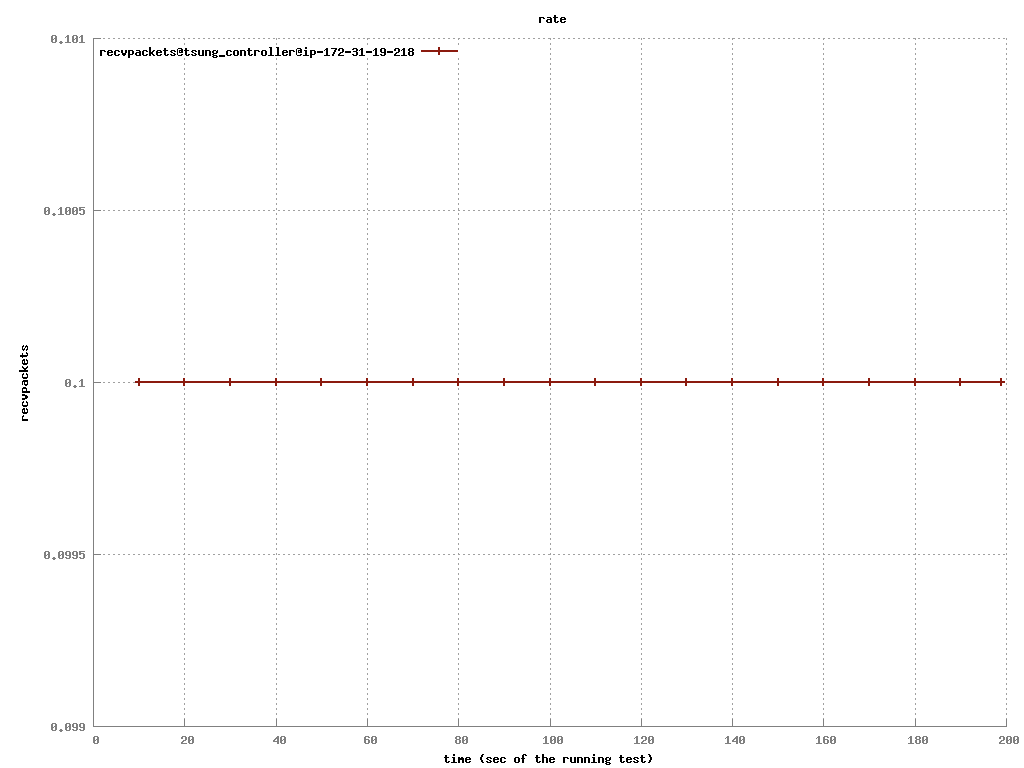 rate
0.101
recvpackets@tsung_controller@ip-172-31-19-218
0.1005
recvpackets
0.1
0.0995
0.099
0 20 40 60 80 100 120 140 160 180 200
time (sec of the running test)